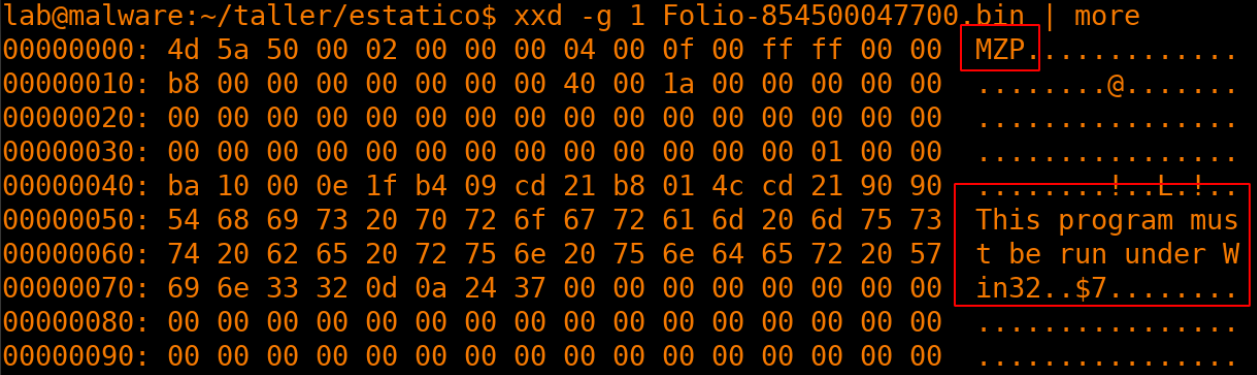 lab@malware:~/taller/estatico$ xxd -g 1 Folio-854500047700.bin | more
00000000: 4d 5a 50 00 02 00 00 00 04 00 0f 00 ff ff 00 00  MZP.............
00000010: b8 00 00 00 00 00 00 00 40 00 1a 00 00 00 00 00  ........@.......
00000020: 00 00 00 00 00 00 00 00 00 00 00 00 00 00 00 00  ................
00000030: 00 00 00 00 00 00 00 00 00 00 00 00 00 01 00 00  ................
00000040: ba 10 00 0e 1f b4 09 cd 21 b8 01 4c cd 21 90 90  ........!..L.!..
00000050: 54 68 69 73 20 70 72 6f 67 72 61 6d 20 6d 75 73  This program mus
00000060: 74 20 62 65 20 72 75 6e 20 75 6e 64 65 72 20 57  t be run under W
00000070: 69 6e 33 32 0d 0a 24 37 00 00 00 00 00 00 00 00  in32..$7........
00000080: 00 00 00 00 00 00 00 00 00 00 00 00 00 00 00 00  ................
00000090: 00 00 00 00 00 00 00 00 00 00 00 00 00 00 00 00  ................